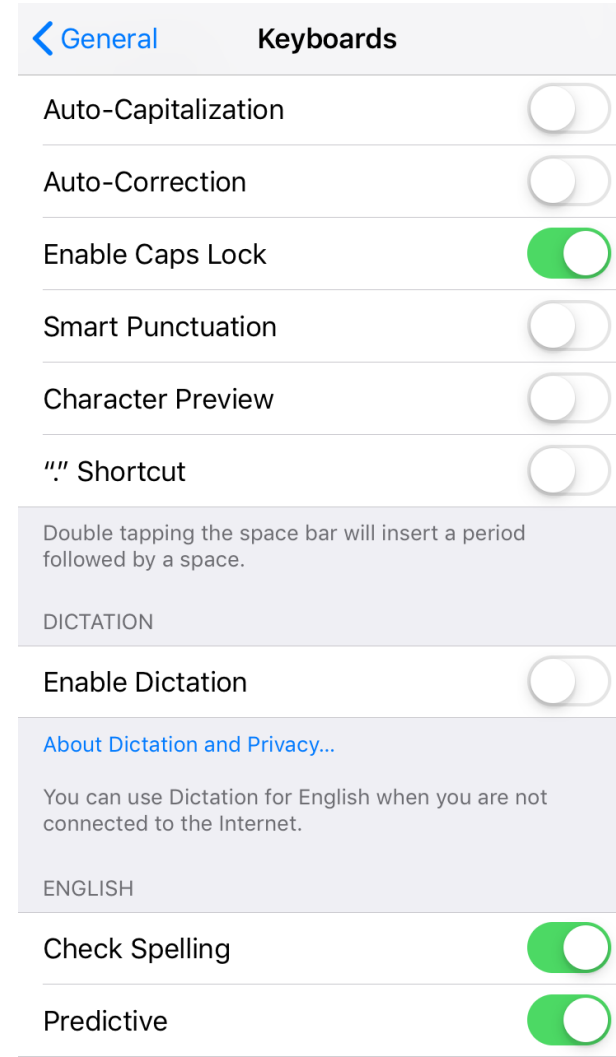 General
Keyboards
Auto-Capitalization
Auto-Correction
Enable Caps Lock
Smart Punctuation
Character Preview
“.” Shortcut
Double tapping the space bar will insert a period
followed by a space.
DICTATION
Enable Dictation
About Dictation and Privacy...
You can use Dictation for English when you are not
connected to the Internet.
ENGLISH
Check Spelling
Predictive